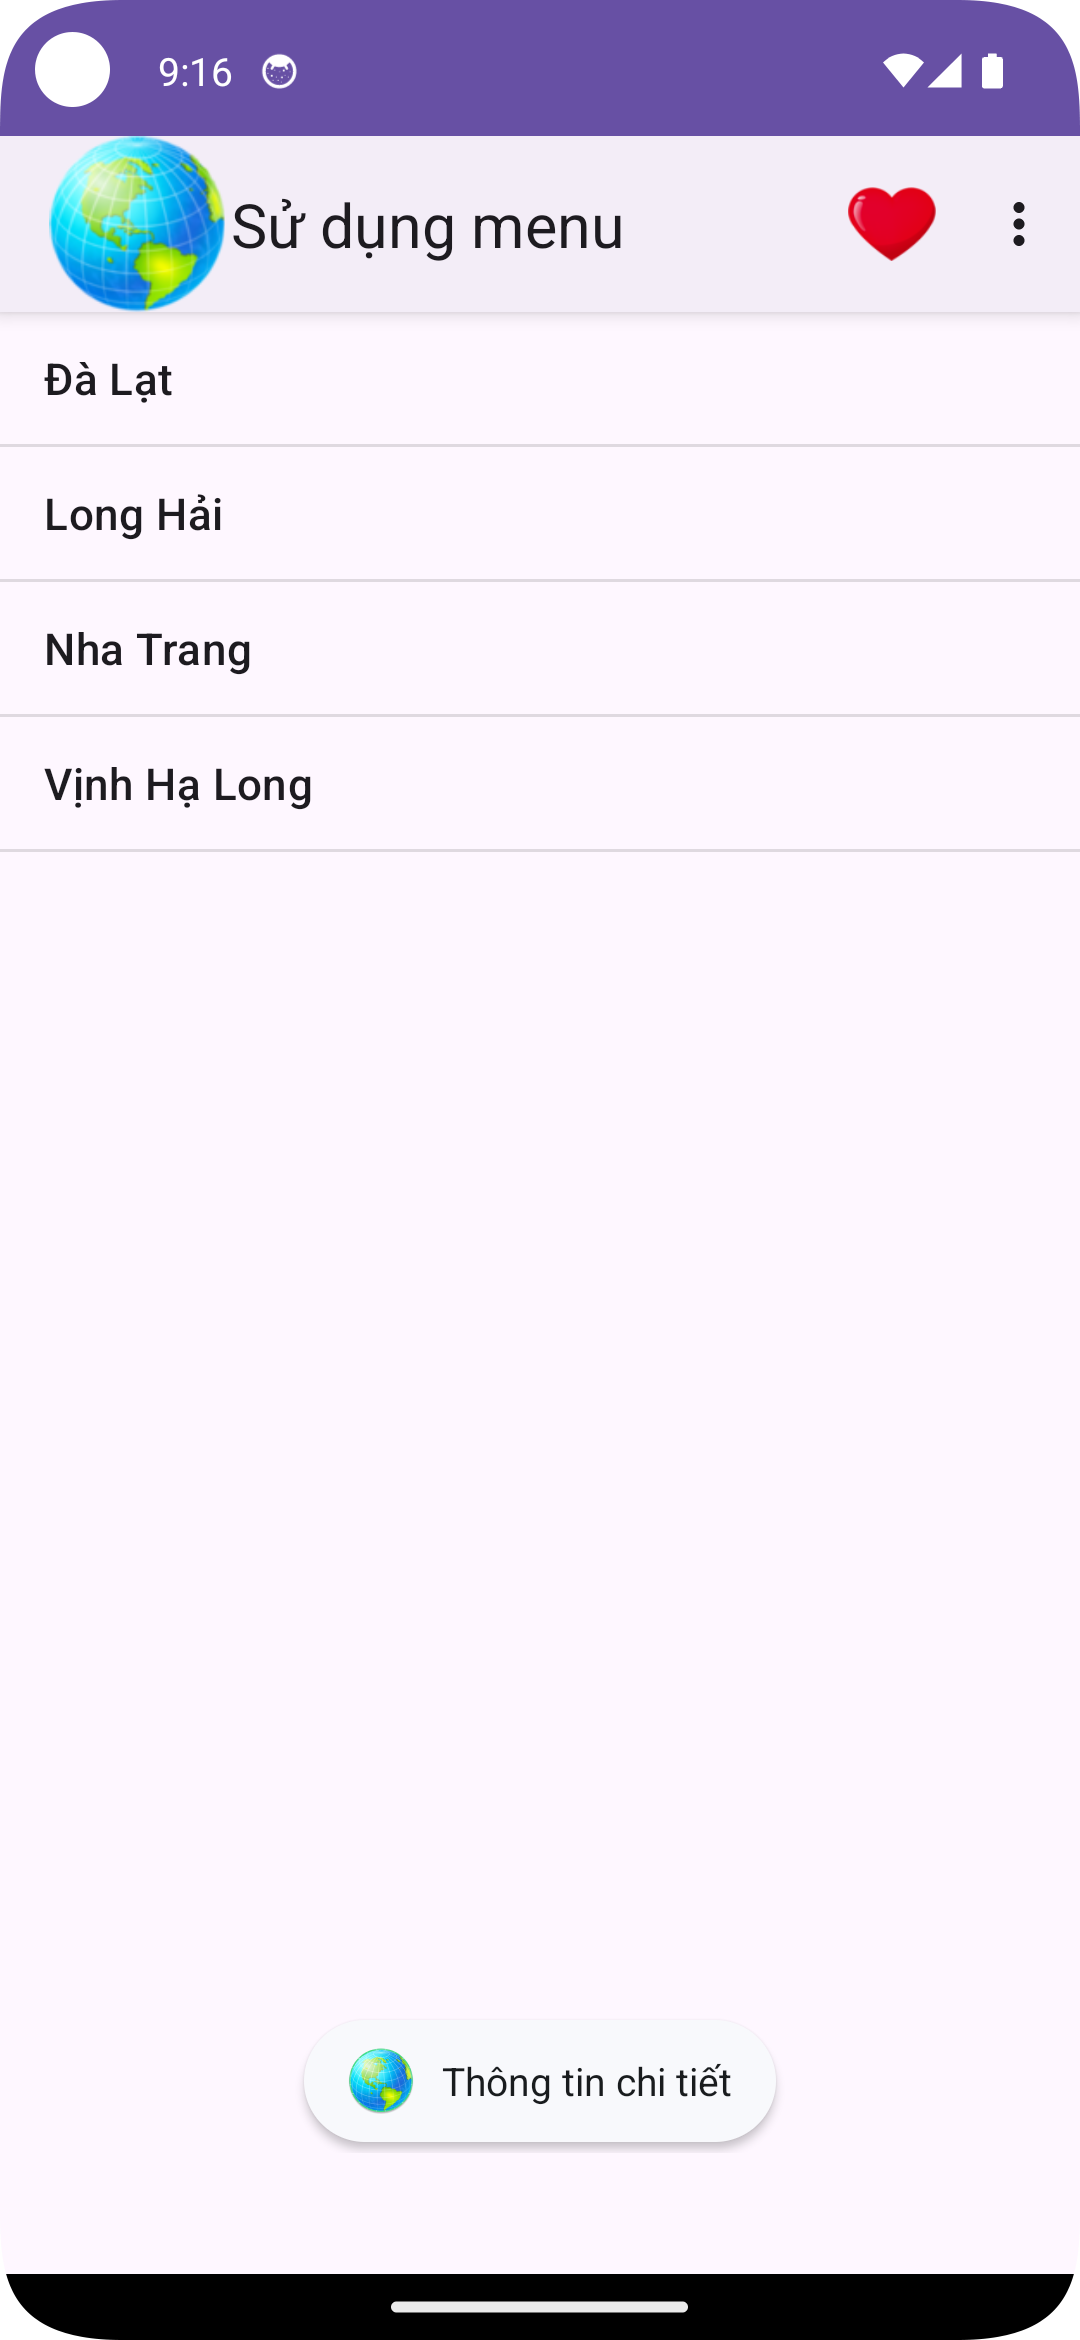 9:16
Sử dụng menu
Đà Lạt
Long Hải
Nha Trang
Vịnh Hạ Long
Thông tin chi tiết